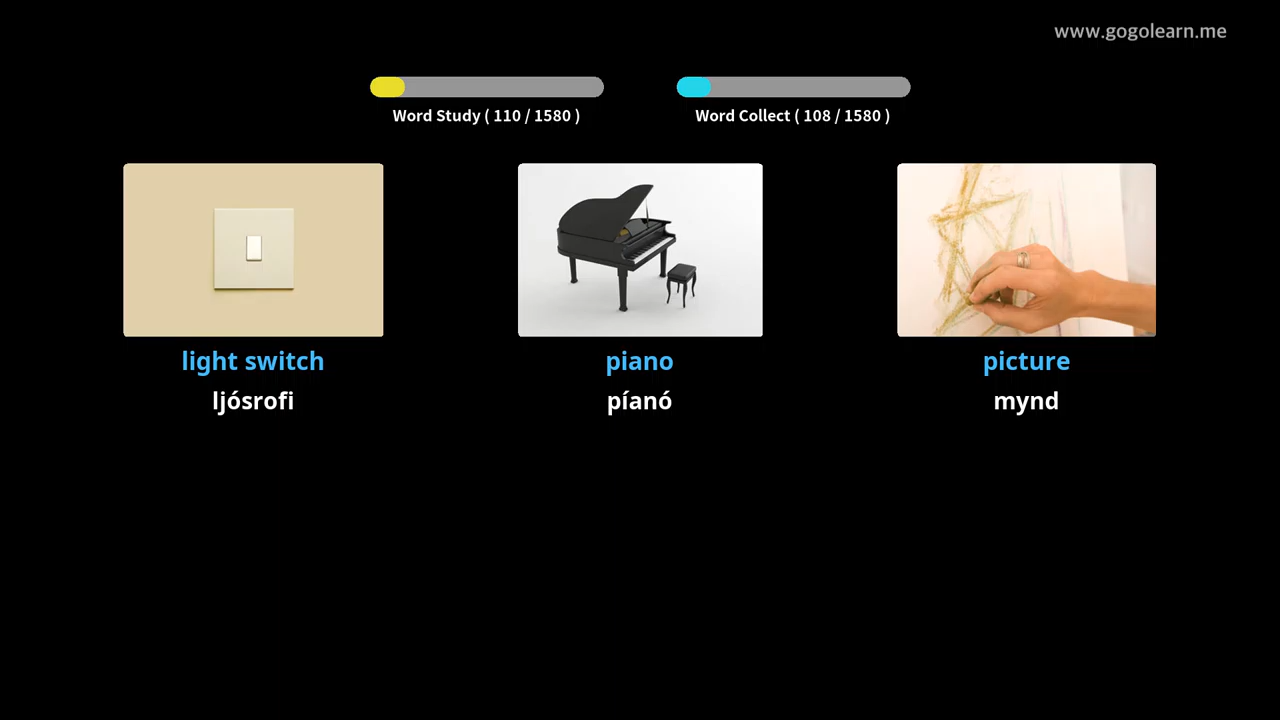 www.gogolearn.me
Word Study ( 110 / 1580 )
Word Collect ( 108 / 1580 )
light switch
ljósrofi
piano
píanó
picture
mynd